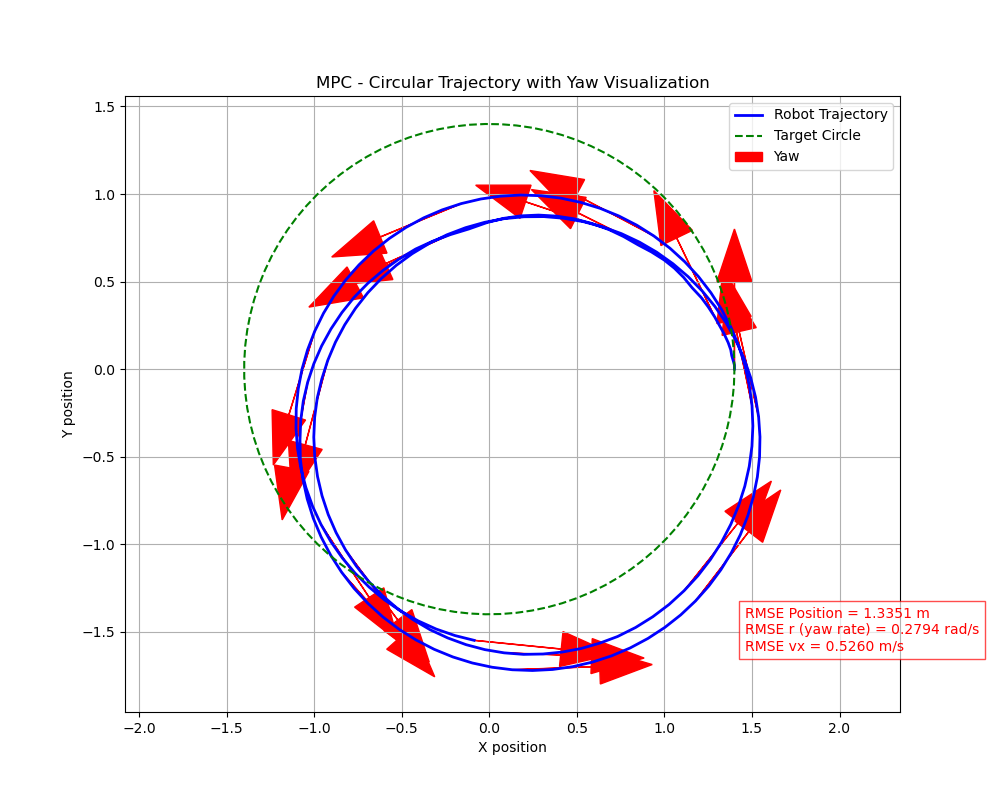 MPC - Circular Trajectory with Yaw Visualization
Robot Trajectory
Target Circle
Yaw
1.5
1.0
0.5
0.0
−0.5
−1.0
−1.5
Y position
RMSE Position = 1.3351 m
RMSE r (yaw rate) = 0.2794 rad/s
RMSE vx = 0.5260 m/s
−2.0 −1.5 −1.0 −0.5 0.0 0.5 1.0 1.5 2.0
X position